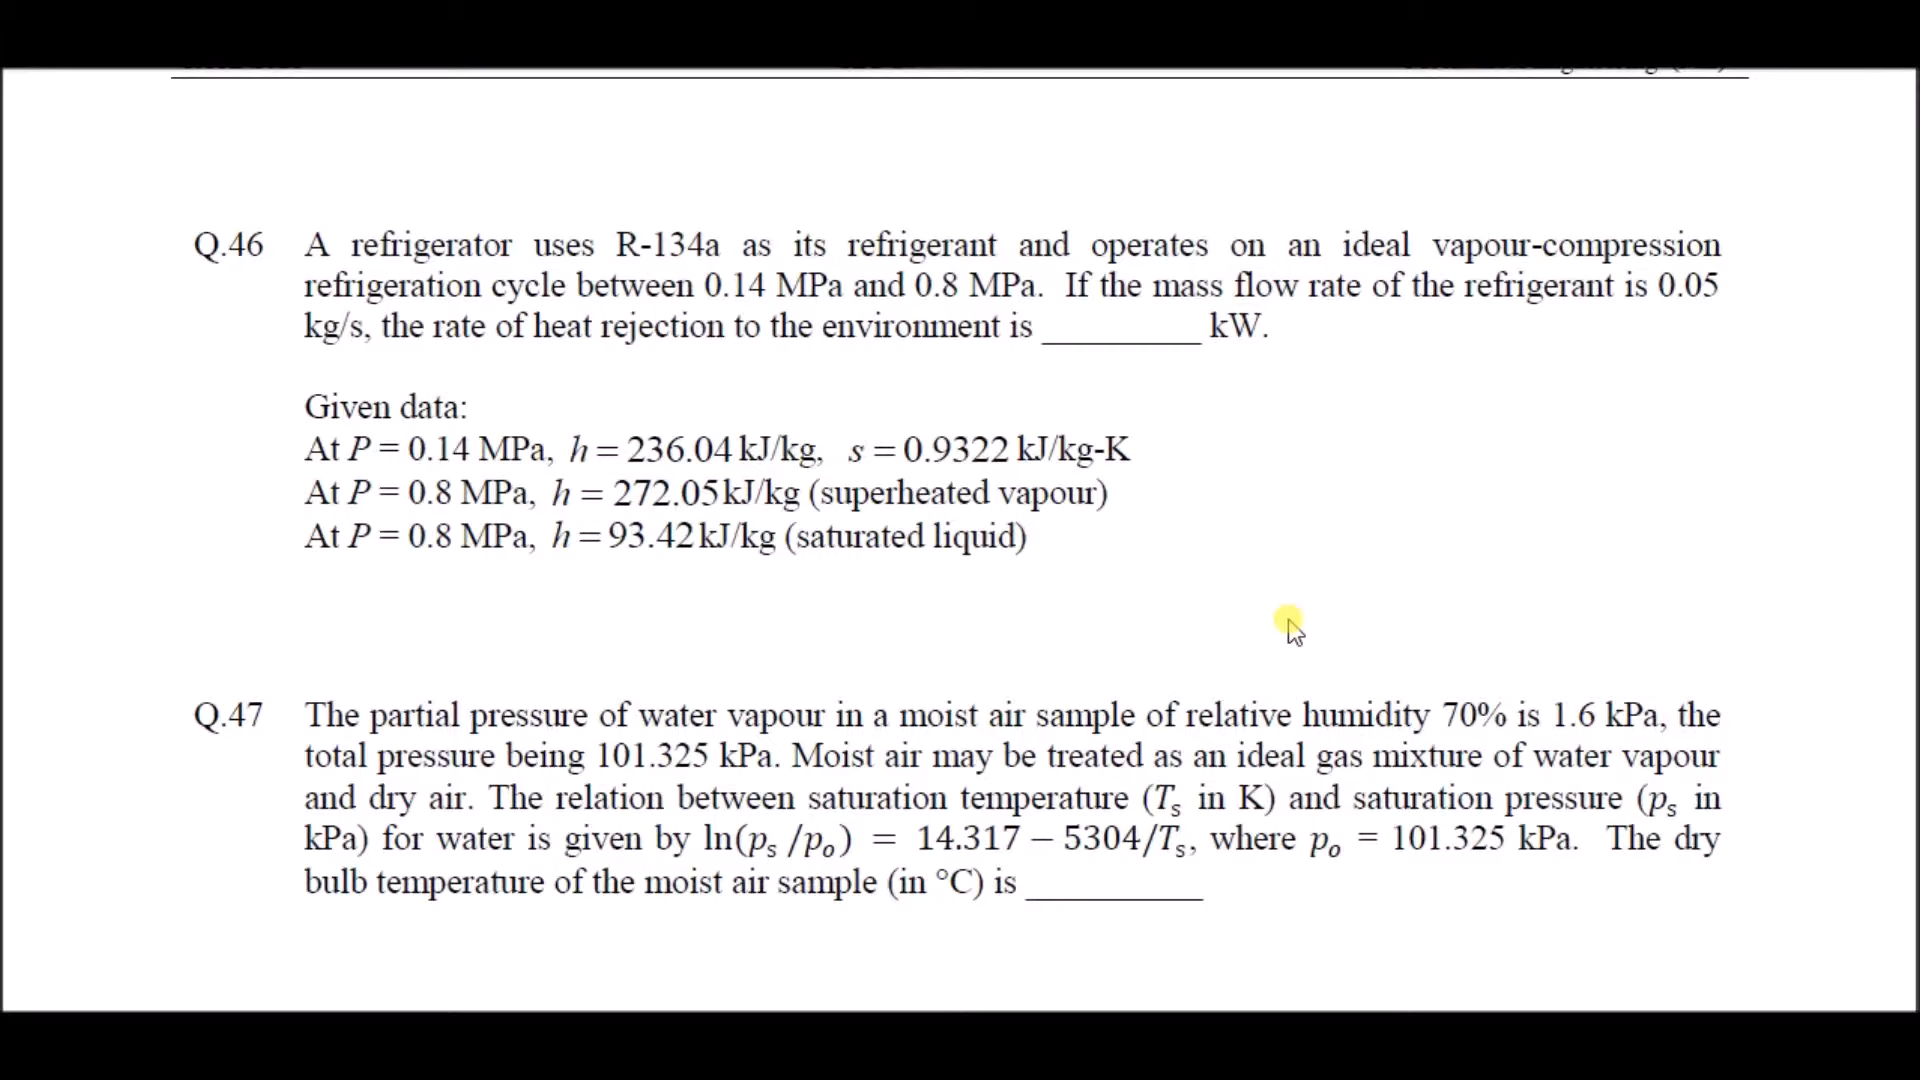 Q.46 A refrigerator uses R-134a as its refrigerant and operates on an ideal vapour-compression
refrigeration cycle between 0.14 MPa and 0.8 MPa. If the mass flow rate of the refrigerant is 0.05
kg/s, the rate of heat rejection to the environment is __________ kW.
Given data:
At P = 0.14 MPa, h = 236.04 kJ/kg, s = 0.9322 kJ/kg-K
At P = 0.8 MPa, h = 272.05 kJ/kg (superheated vapour)
At P = 0.8 MPa, h = 93.42 kJ/kg (saturated liquid)
Q.47 The partial pressure of water vapour in a moist air sample of relative humidity 70% is 1.6 kPa, the
total pressure being 101.325 kPa. Moist air may be treated as an ideal gas mixture of water vapour
and dry air. The relation between saturation temperature (Tₛ in K) and saturation pressure (pₛ in
kPa) for water is given by ln(pₛ /pₒ) = 14.317 − 5304/Tₛ, where pₒ = 101.325 kPa. The dry
bulb temperature of the moist air sample (in °C) is ___________